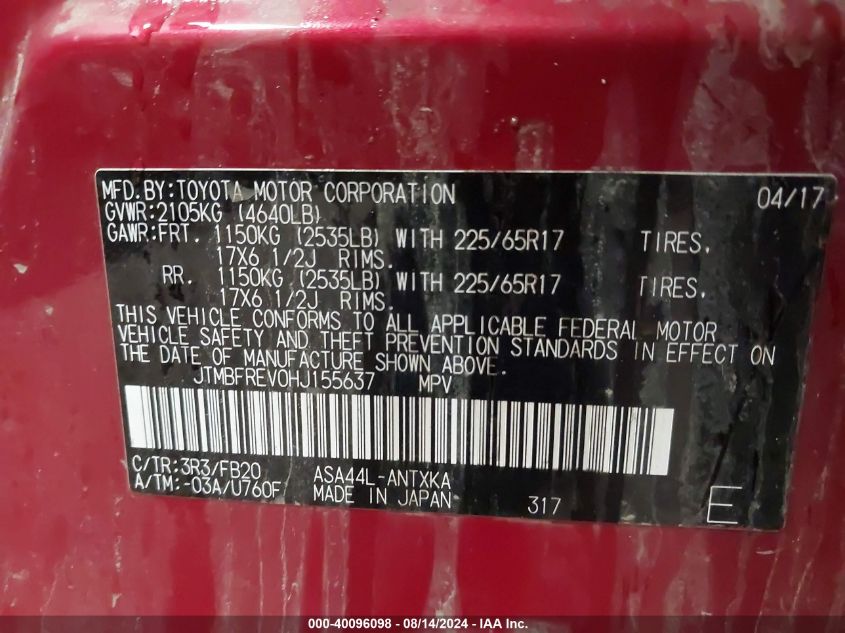 MFD.BY:TOYOTA MOTOR CORPORATION 04/17
GVWR:2105KG (4640LB)
GAWR:FRT. 1150KG (2535LB) WITH 225/65R17 TIRES.
17X6 1/2J RIMS.
RR. 1150KG (2535LB) WITH 225/65R17 TIRES.
17X6 1/2J RIMS.
THIS VEHICLE CONFORMS TO ALL APPLICABLE FEDERAL MOTOR
VEHICLE SAFETY AND THEFT PREVENTION STANDARDS IN EFFECT ON
THE DATE OF MANUFACTURE SHOWN ABOVE.
JTMBFREV0HJ155637 MPV
C/TR:3R3/FB20 ASA44L-ANTXKA
A/TM:-03A/U760F MADE IN JAPAN 317 E
000-40096098 - 08/14/2024 - IAA Inc.